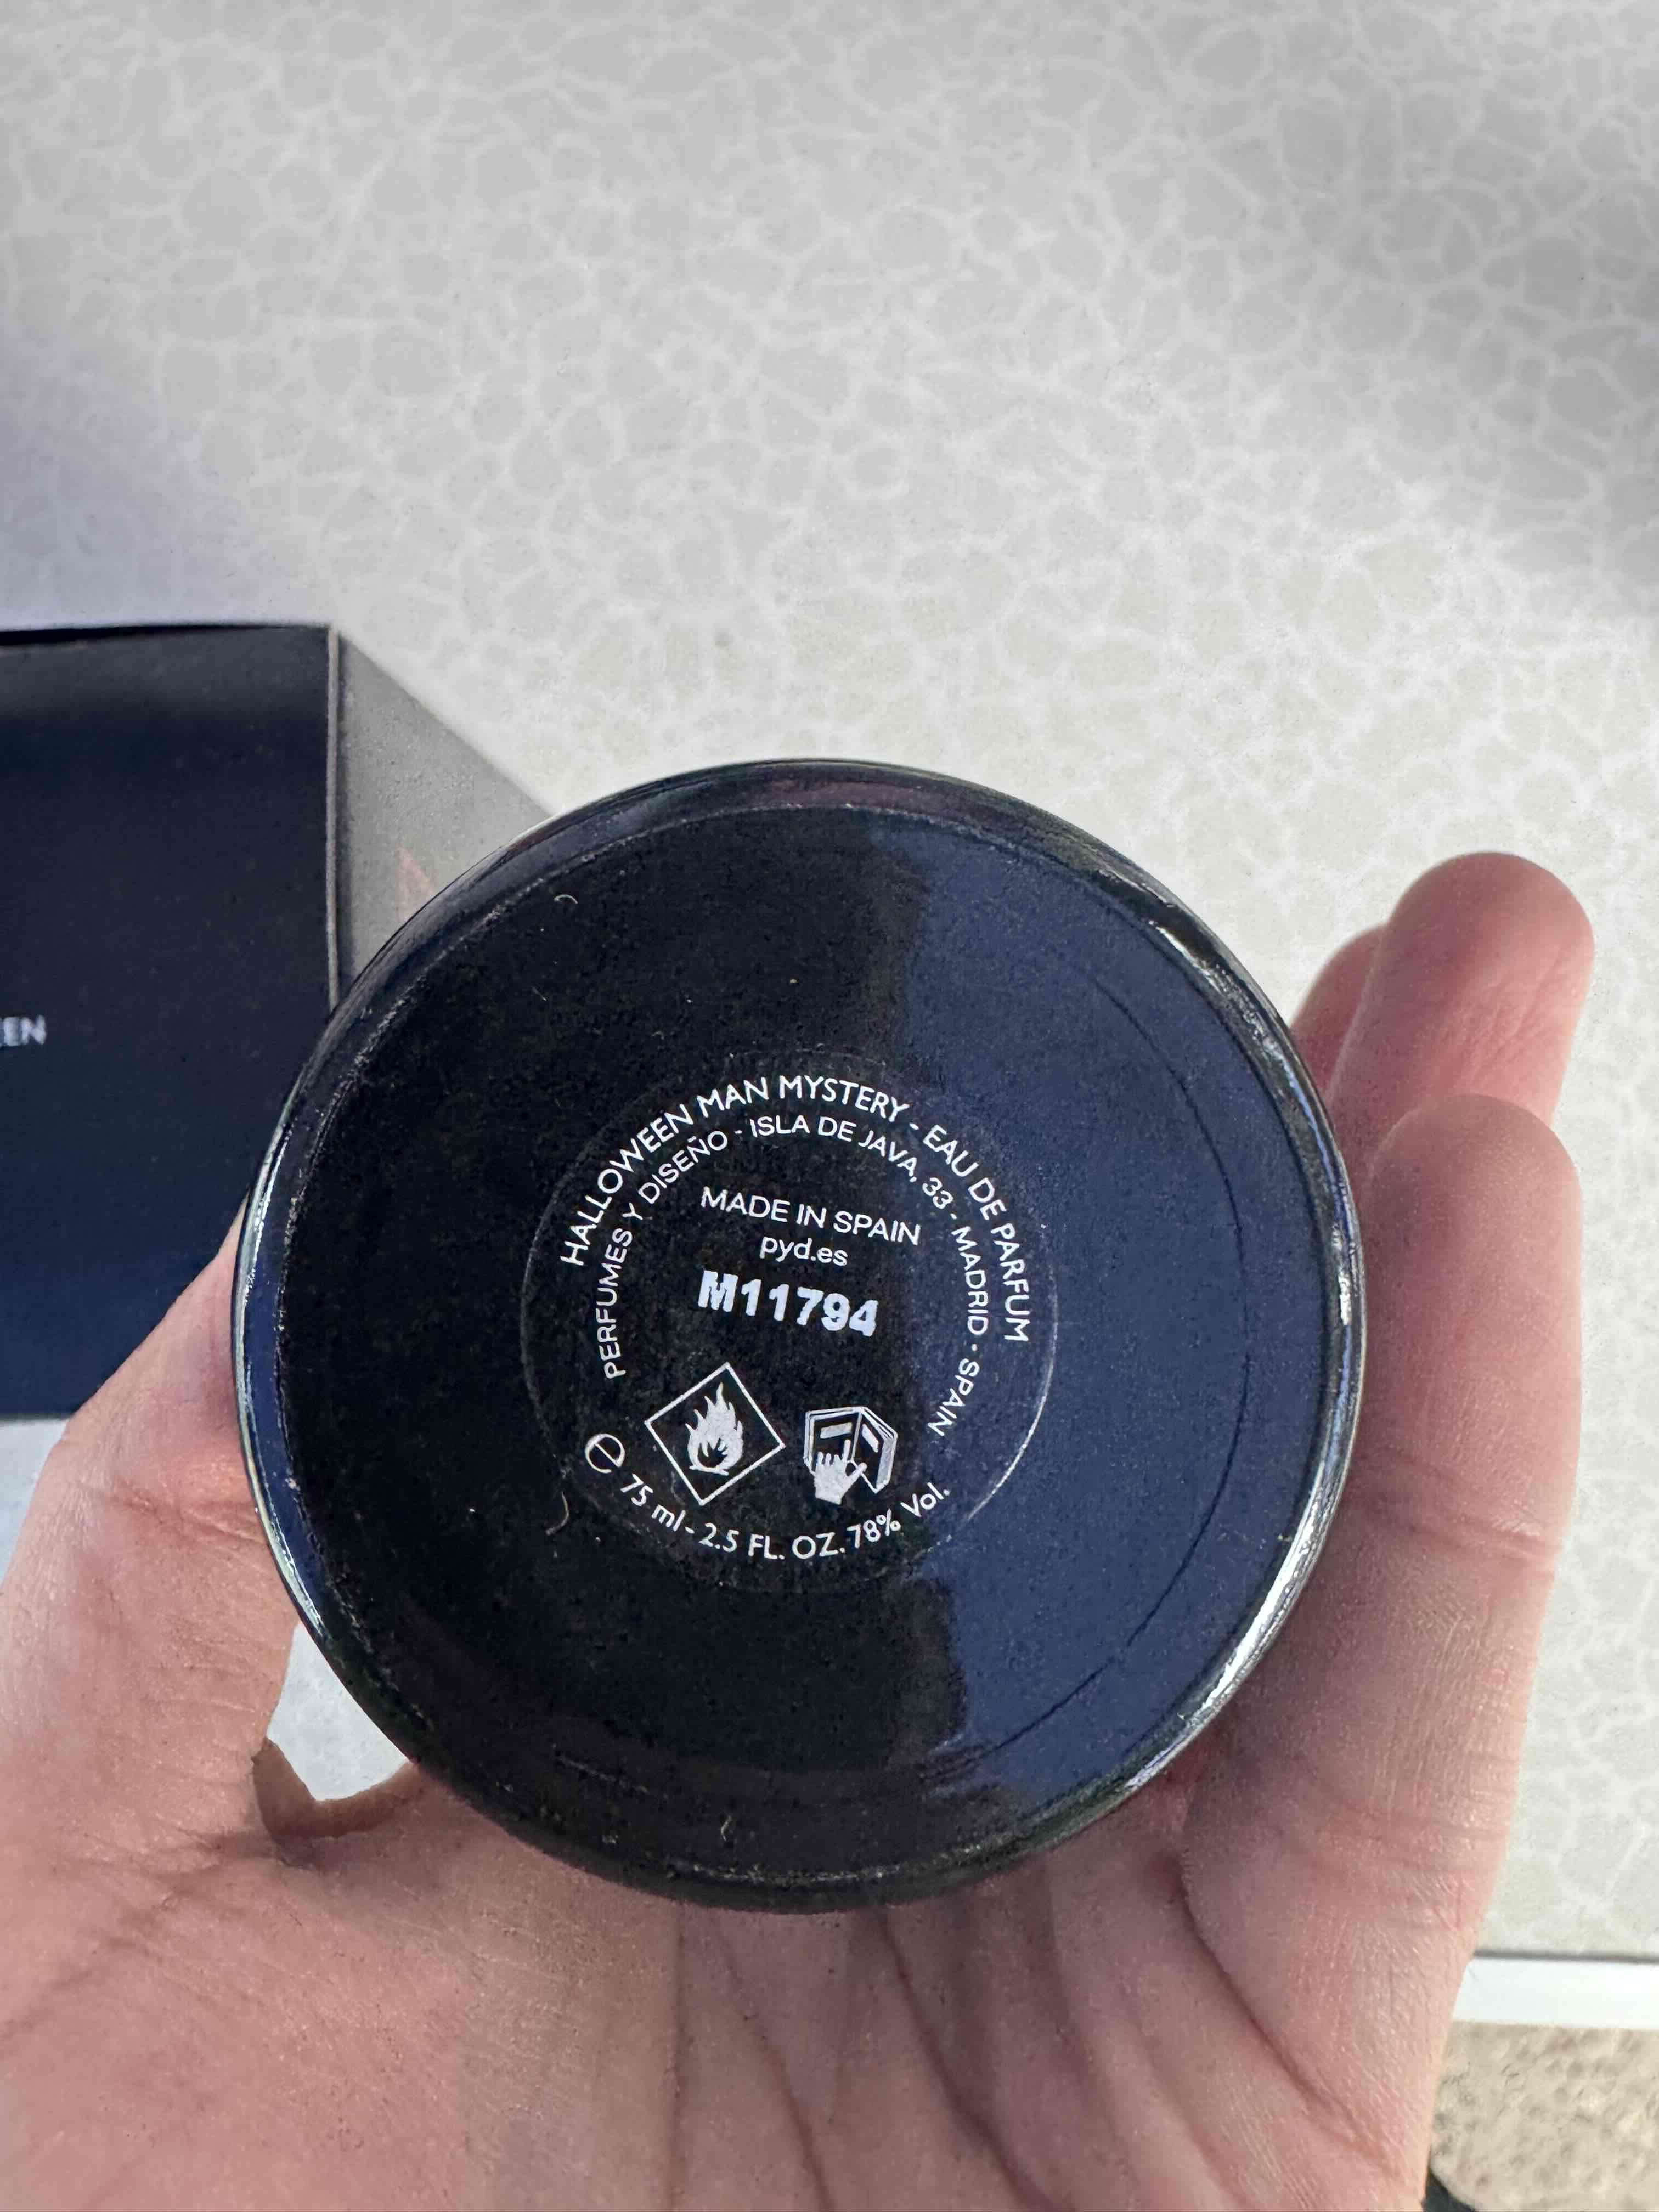 HALLOWEEN MAN MYSTERY - EAU DE PARFUM
PERFUMES Y DISEÑO - ISLA DE JAVA, 33 - MADRID - SPAIN
MADE IN SPAIN
pyd.es
M11794
75 ml - 2.5 FL. OZ. 78% Vol.